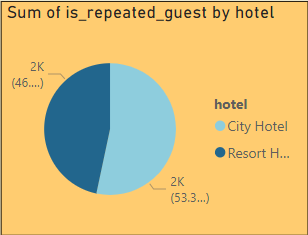 Sum of is_repeated_guest by hotel
2K
(46....)
hotel
City Hotel
Resort H...
2K
(53.3...)